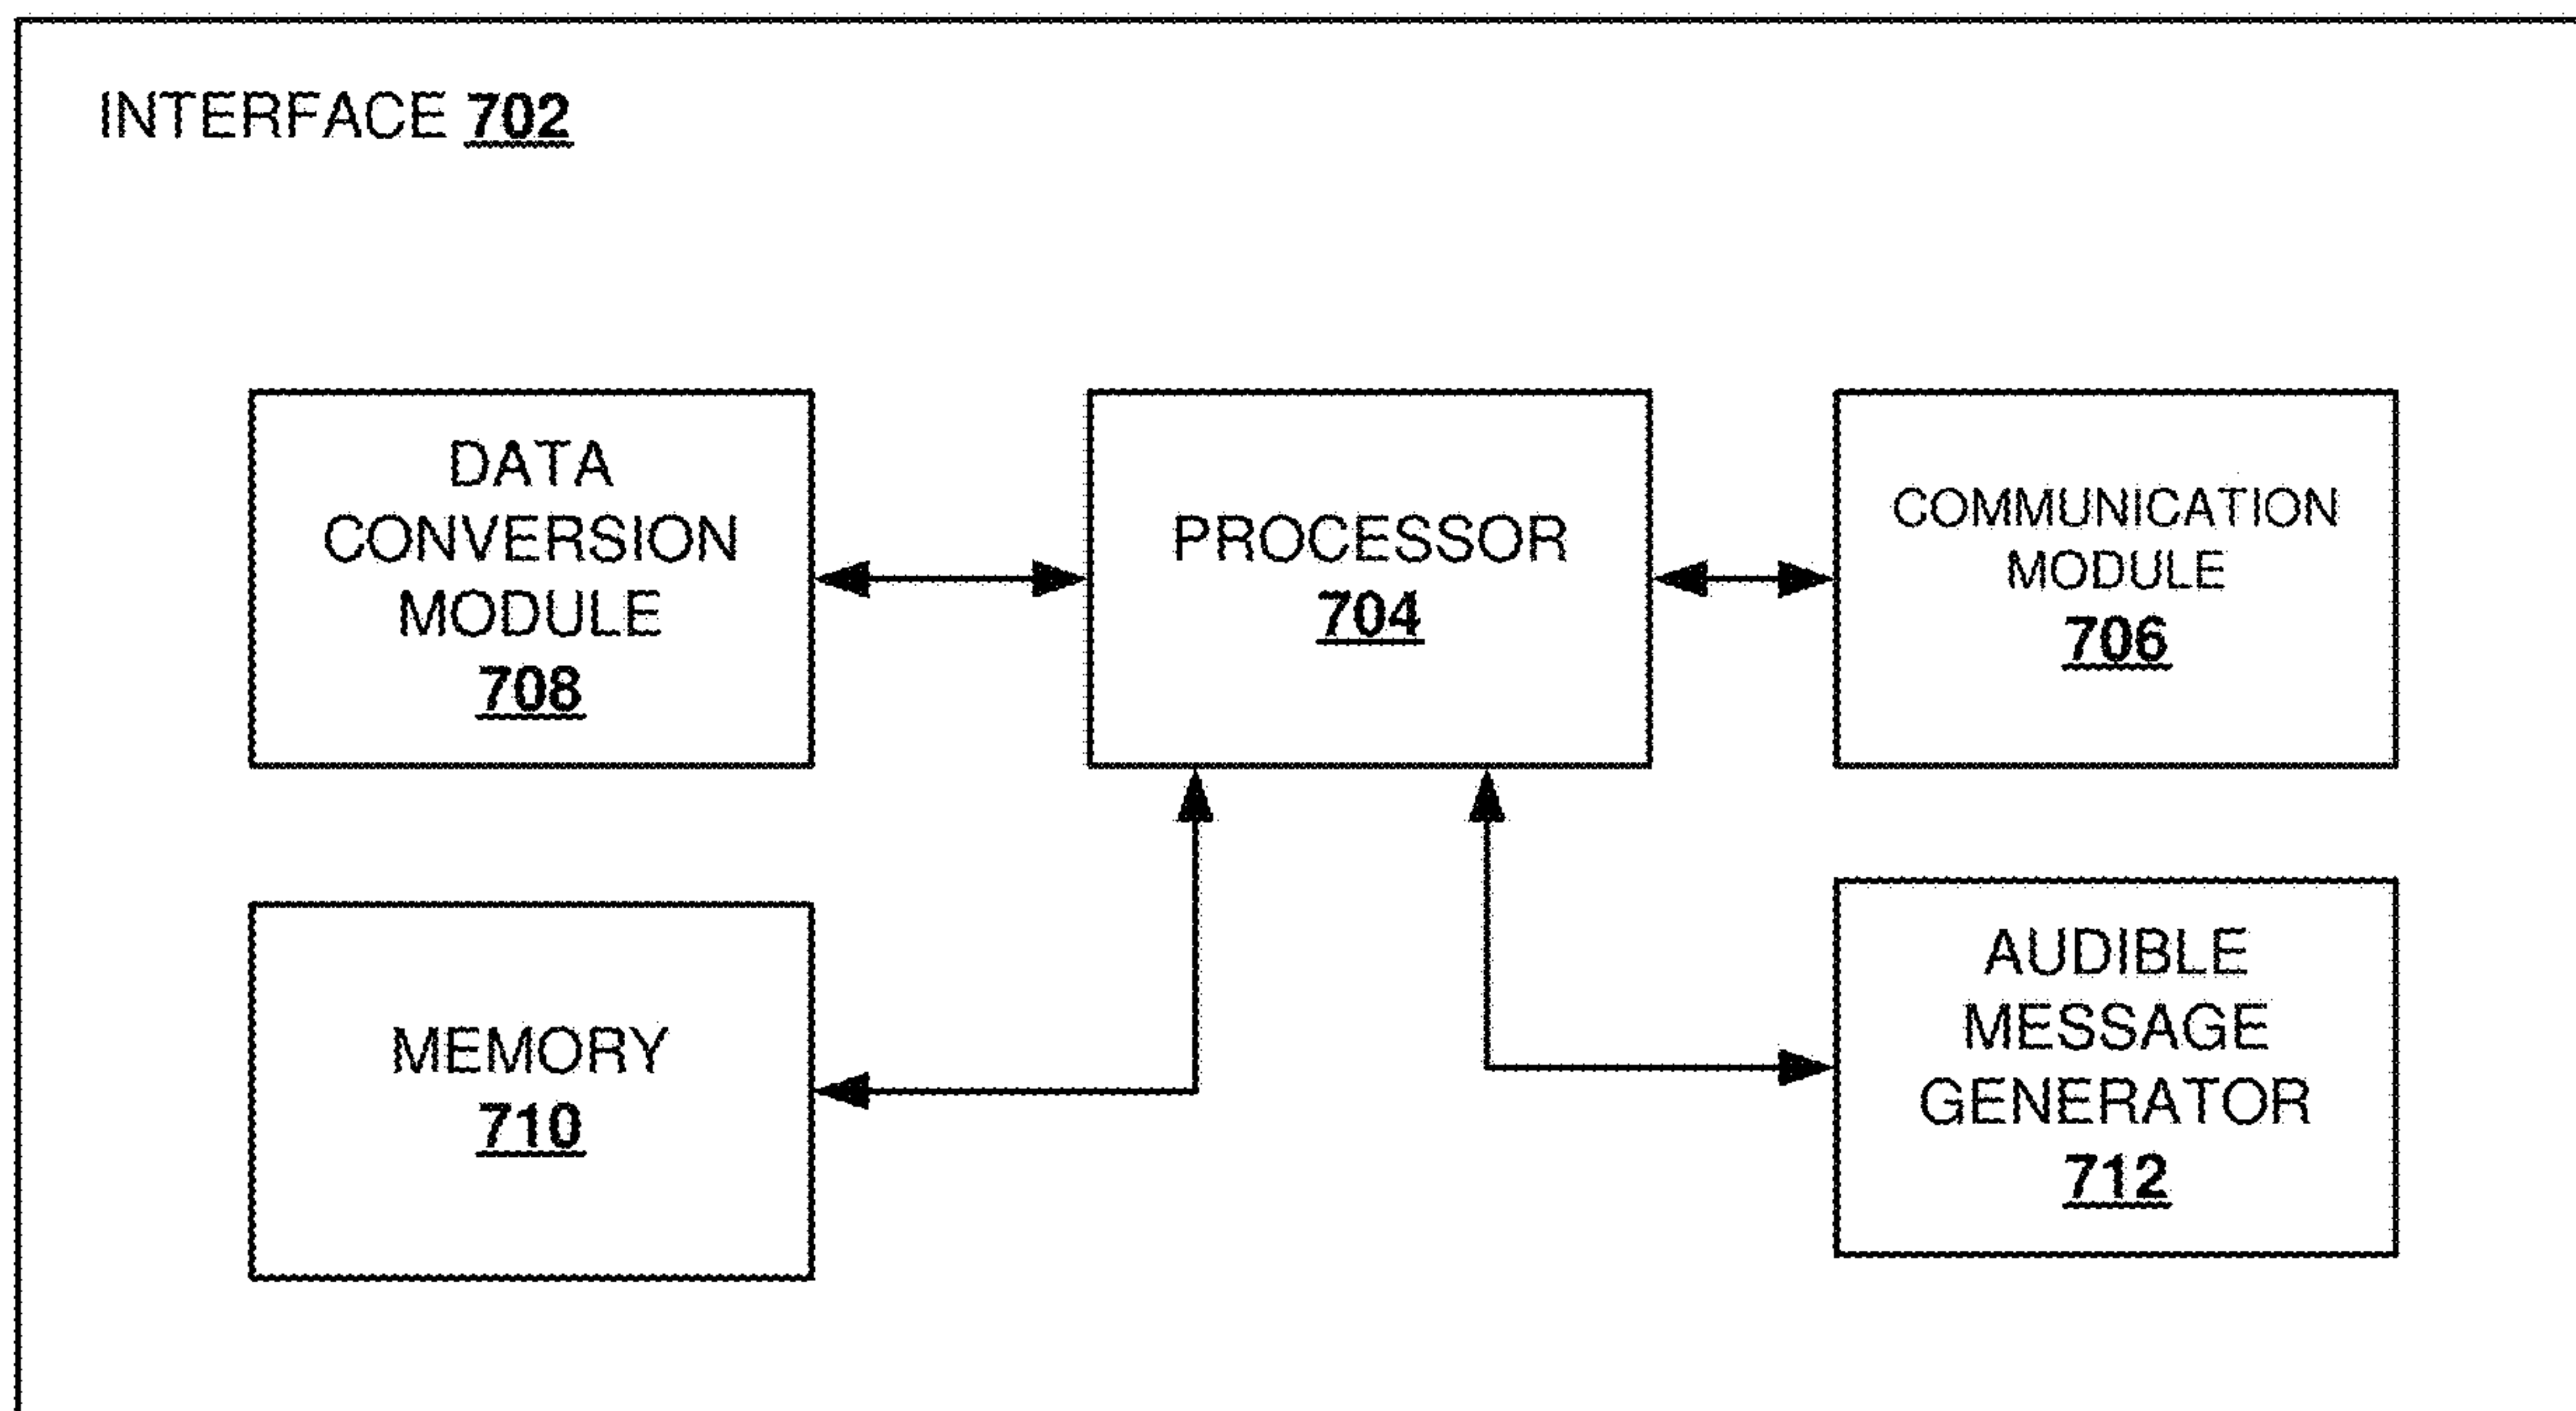 INTERFACE 702
DATA
CONVERSION
MODULE
708
PROCESSOR
704
COMMUNICATION
MODULE
706
MEMORY
710
AUDIBLE
MESSAGE
GENERATOR
712